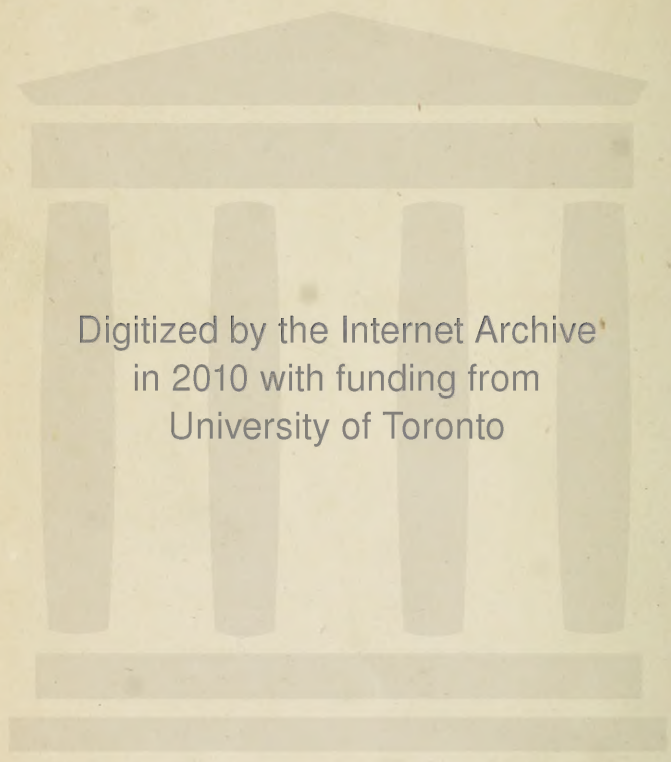 Digitized by the Internet Archive
in 2010 with funding from
University of Toronto